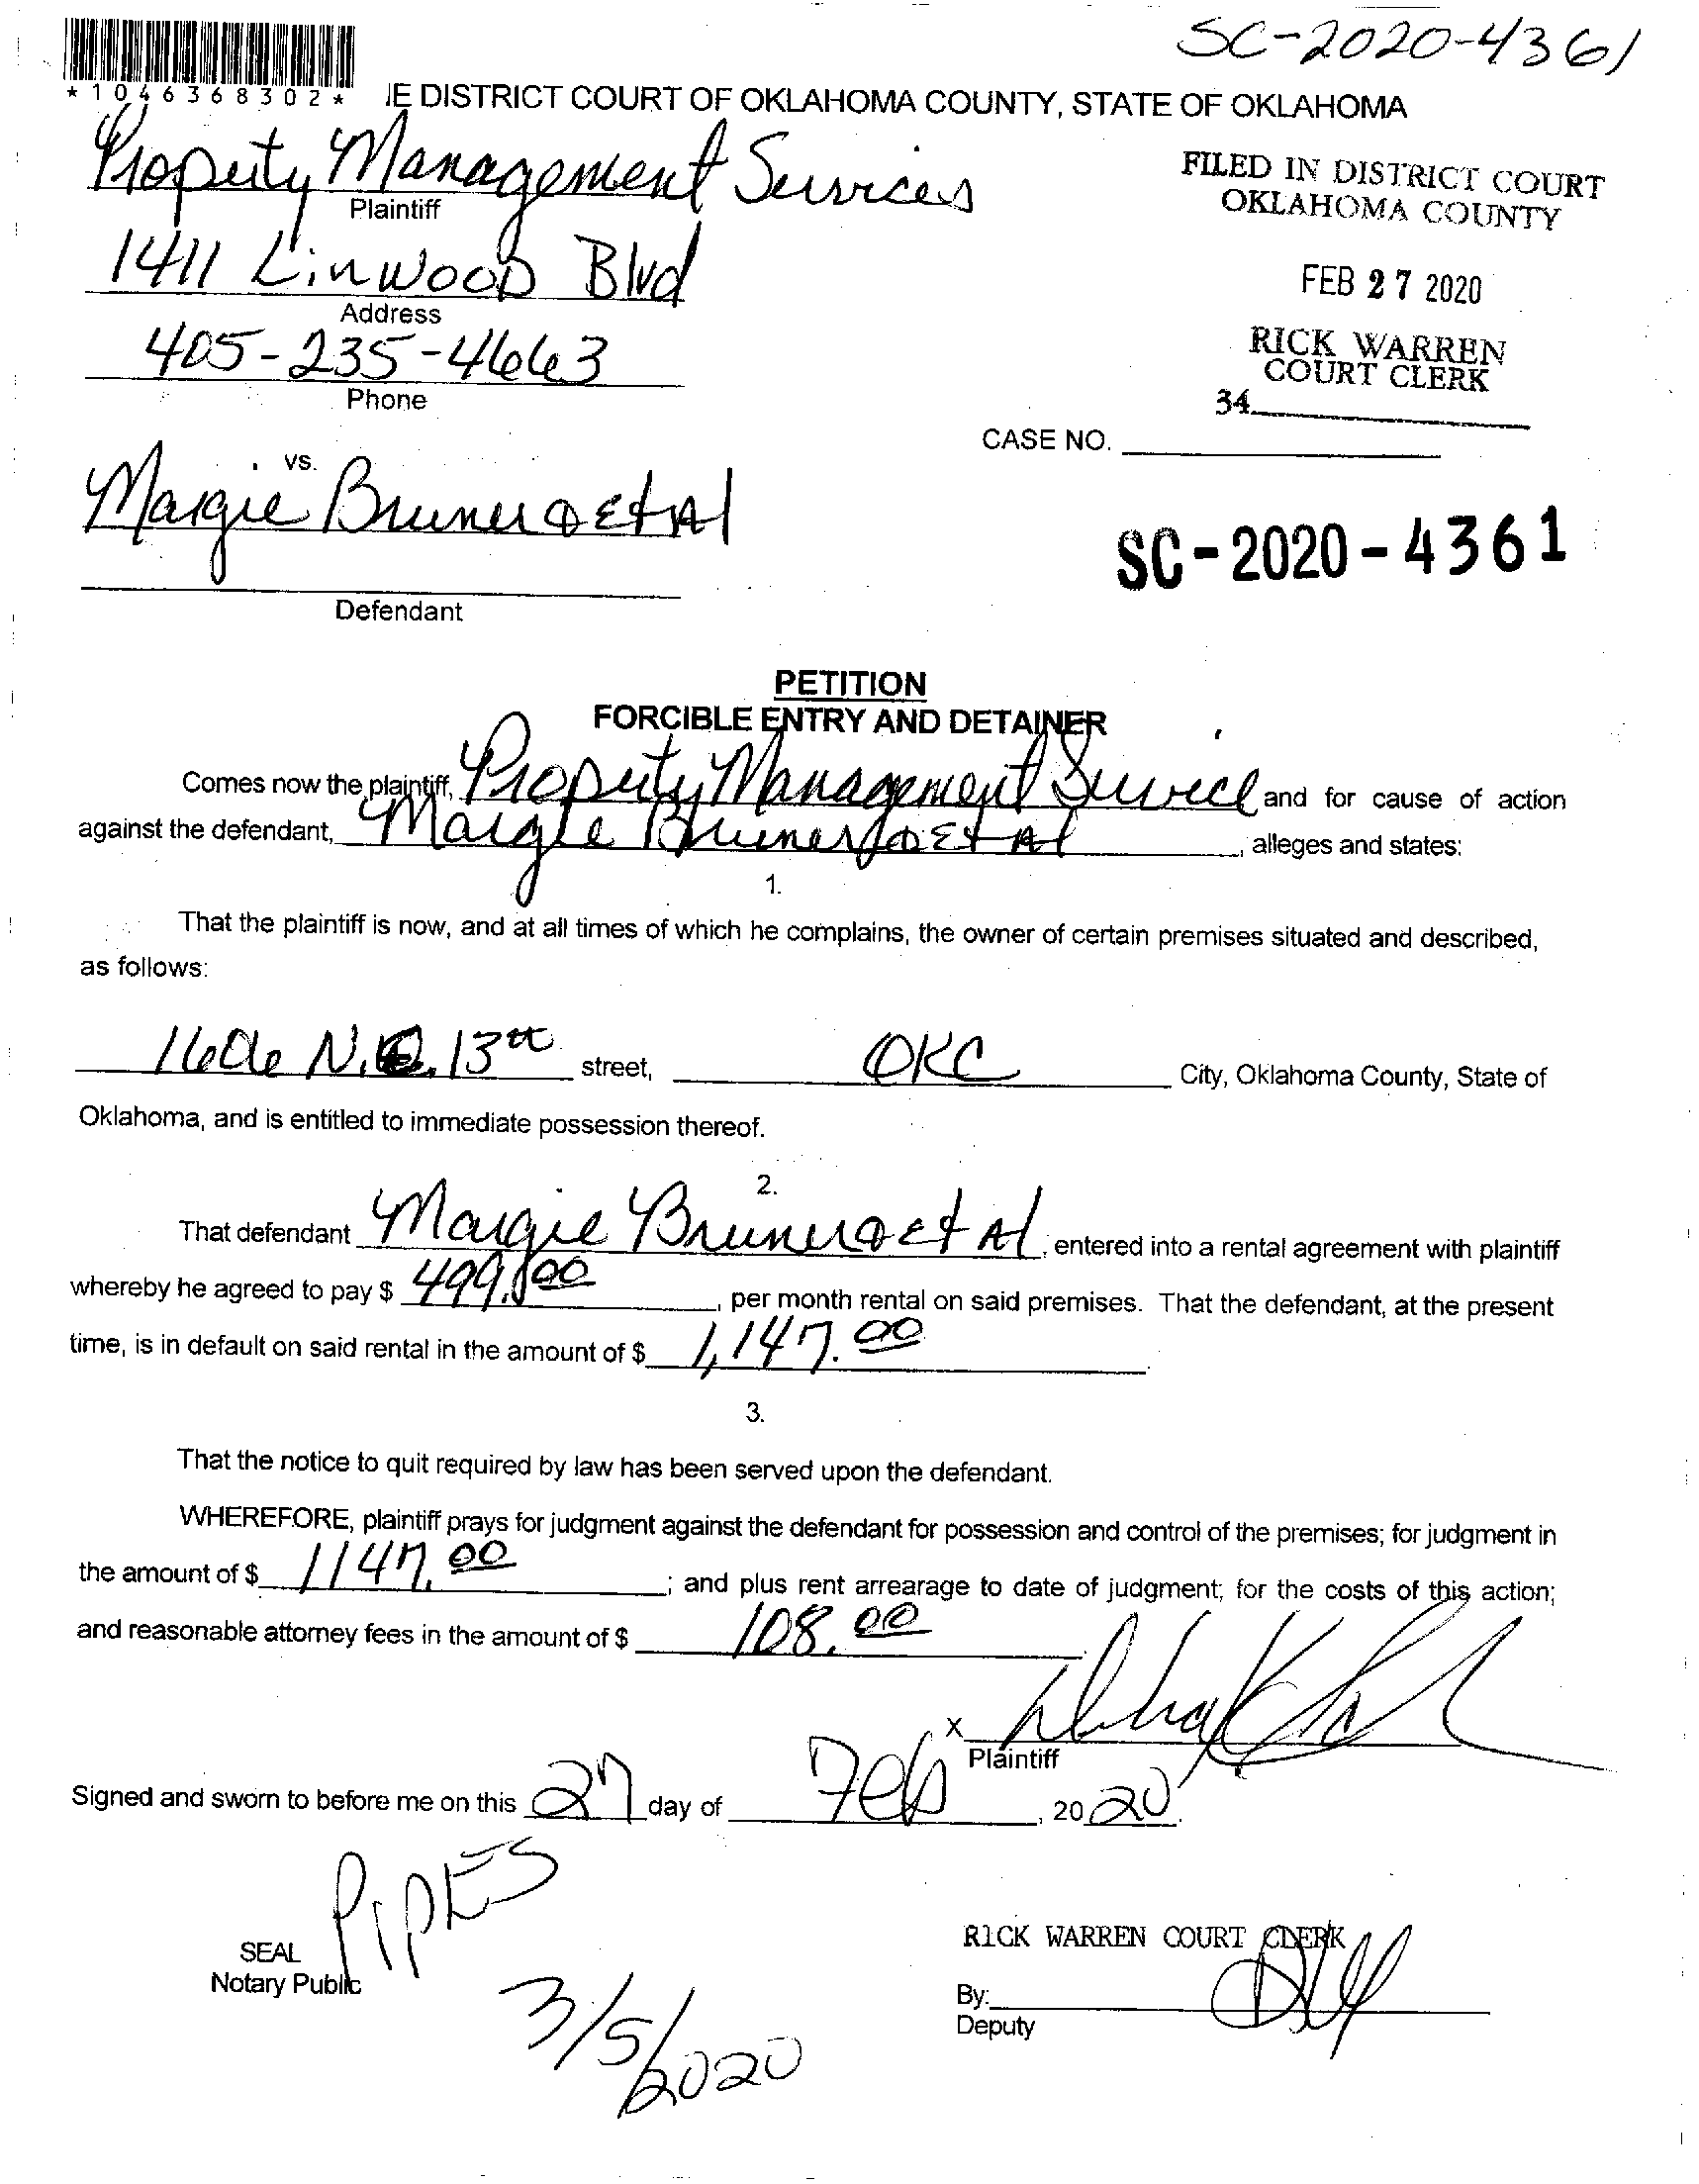 SC-2020-4361
*1046368302* IE DISTRICT COURT OF OKLAHOMA COUNTY, STATE OF OKLAHOMA
Property Management Services
Plaintiff
FILED IN DISTRICT COURT
OKLAHOMA COUNTY
1411 Linwood Blvd
Address
FEB 27 2020
405-235-4663
Phone
RICK WARREN
COURT CLERK
34
CASE NO.
vs.
Margie Bruner & Et Al
SC-2020-4361
Defendant
PETITION
FORCIBLE ENTRY AND DETAINER
Comes now the plaintiff, Property Management Service and for cause of action
against the defendant, Margie Bruner & Et Al, alleges and states:
1.
That the plaintiff is now, and at all times of which he complains, the owner of certain premises situated and described,
as follows:
1606 N.E. 13th street, OKC City, Oklahoma County, State of
Oklahoma, and is entitled to immediate possession thereof.
2.
That defendant Margie Bruner & Et Al, entered into a rental agreement with plaintiff
whereby he agreed to pay $ 499.00, per month rental on said premises. That the defendant, at the present
time, is in default on said rental in the amount of $ 1,147.00.
3.
That the notice to quit required by law has been served upon the defendant.
WHEREFORE, plaintiff prays for judgment against the defendant for possession and control of the premises; for judgment in
the amount of $ 1147.00; and plus rent arrearage to date of judgment; for the costs of this action;
and reasonable attorney fees in the amount of $ 108.00
X
Plaintiff
Signed and sworn to before me on this 27 day of Feb, 2020.
PipES
SEAL
Notary Public
RICK WARREN COURT CLERK
By:
Deputy
3/5/2020